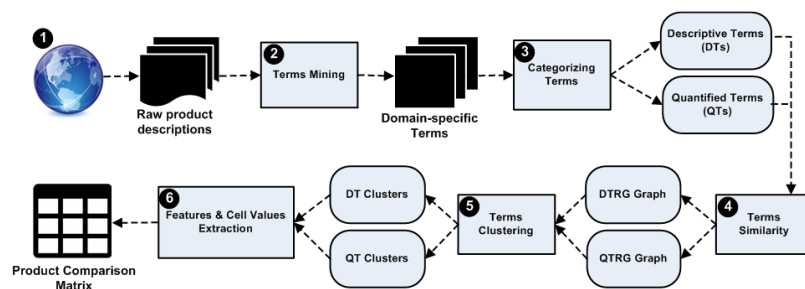 1
Raw product
descriptions
2
Terms Mining
Domain-specific
Terms
3
Categorizing
Terms
Descriptive Terms
(DTs)
Quantified Terms
(QTs)
4
Terms
Similarity
DTRG Graph
QTRG Graph
5
Terms
Clustering
DT Clusters
QT Clusters
6
Features & Cell Values
Extraction
Product Comparison
Matrix